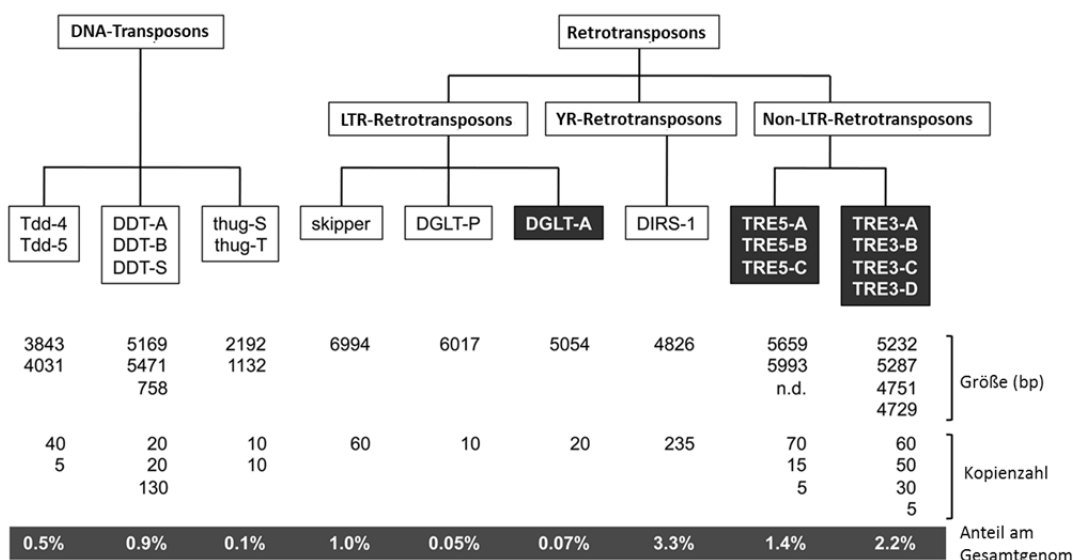 DNA-Transposons
Retrotransposons
LTR-Retrotransposons
YR-Retrotransposons
Non-LTR-Retrotransposons
Tdd-4
Tdd-5
DDT-A
DDT-B
DDT-S
thug-S
thug-T
skipper
DGLT-P
DGLT-A
DIRS-1
TRE5-A
TRE5-B
TRE5-C
TRE3-A
TRE3-B
TRE3-C
TRE3-D
3843 5169 2192 6994 6017 5054 4826 5659 5232
4031 5471 1132 5993 5287
758 n.d. 4751
4729
Größe (bp)
40 20 10 60 10 20 235 70 60
5 20 10 15 50
130 5 30
5
Kopienzahl
0.5% 0.9% 0.1% 1.0% 0.05% 0.07% 3.3% 1.4% 2.2%
Anteil am
Gesamtgenom